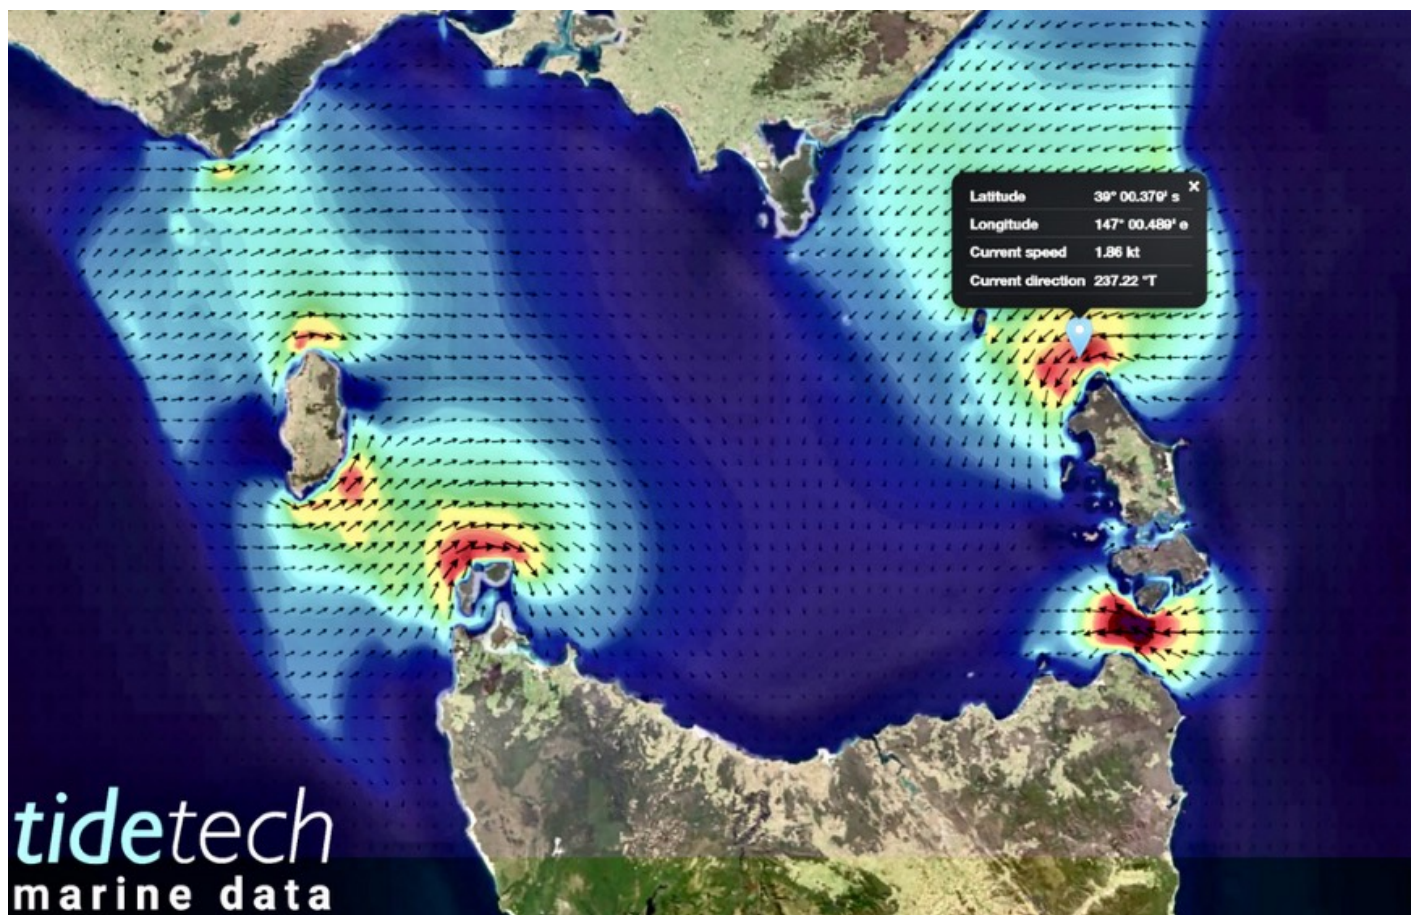 Latitude 39° 00.379' s
Longitude 147° 00.489' e
Current speed 1.86 kt
Current direction 237.22 °T
tidetech
marine data